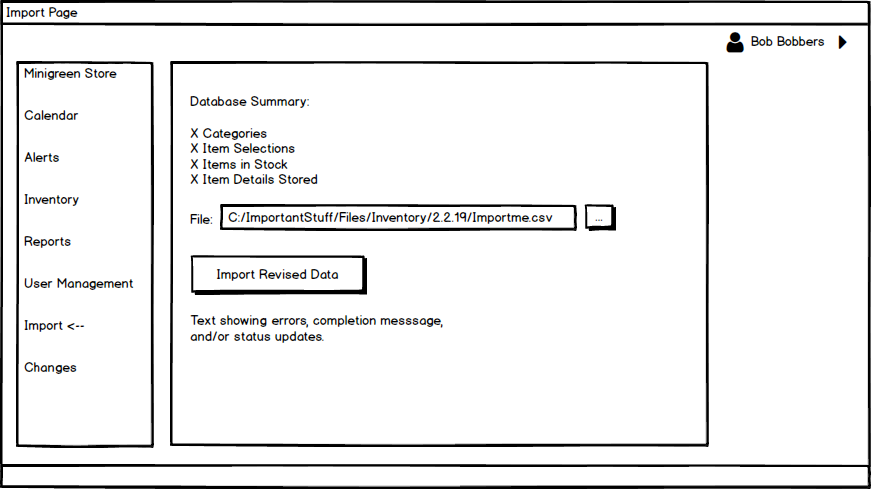 Import Page
Bob Bobbers
Minigreen Store
Calendar
Alerts
Inventory
Reports
User Management
Import <--
Changes
Database Summary:
X Categories
X Item Selections
X Items in Stock
X Item Details Stored
File: C:/ImportantStuff/Files/Inventory/2.2.19/Importme.csv ...
Import Revised Data
Text showing errors, completion messsage,
and/or status updates.